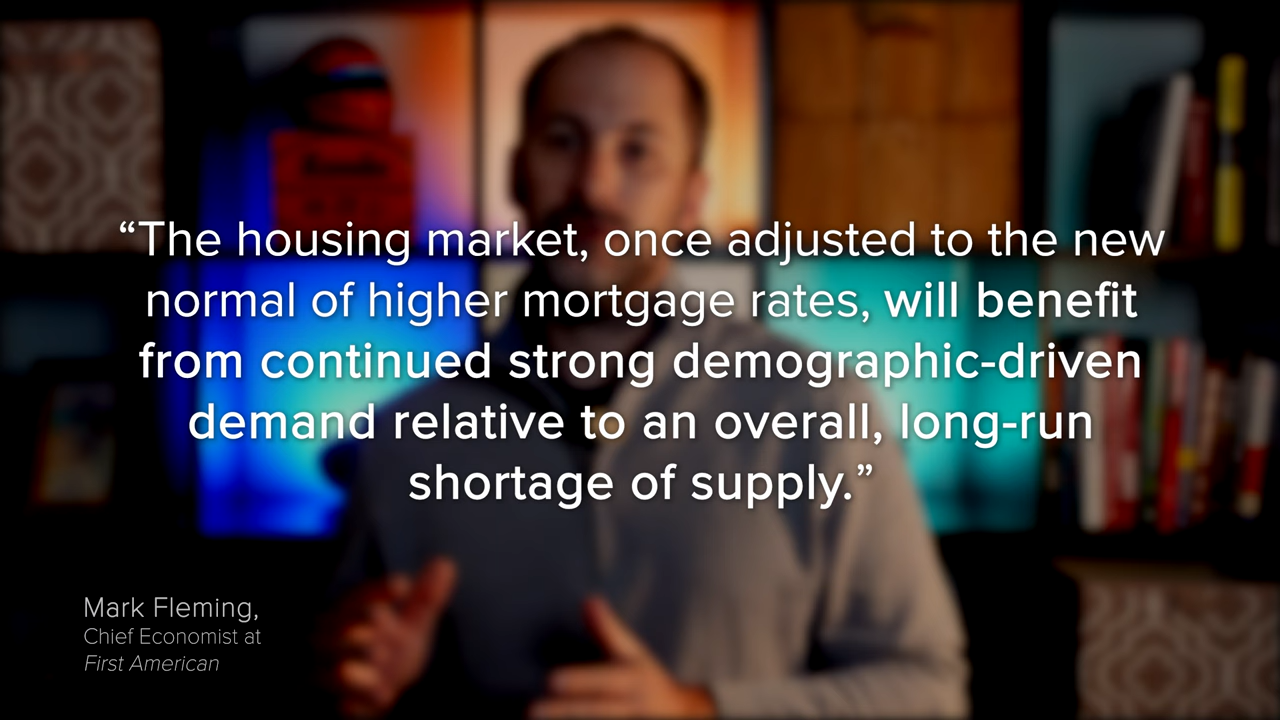 “The housing market, once adjusted to the new
normal of higher mortgage rates, will benefit
from continued strong demographic-driven
demand relative to an overall, long-run
shortage of supply.”
Mark Fleming,
Chief Economist at
First American